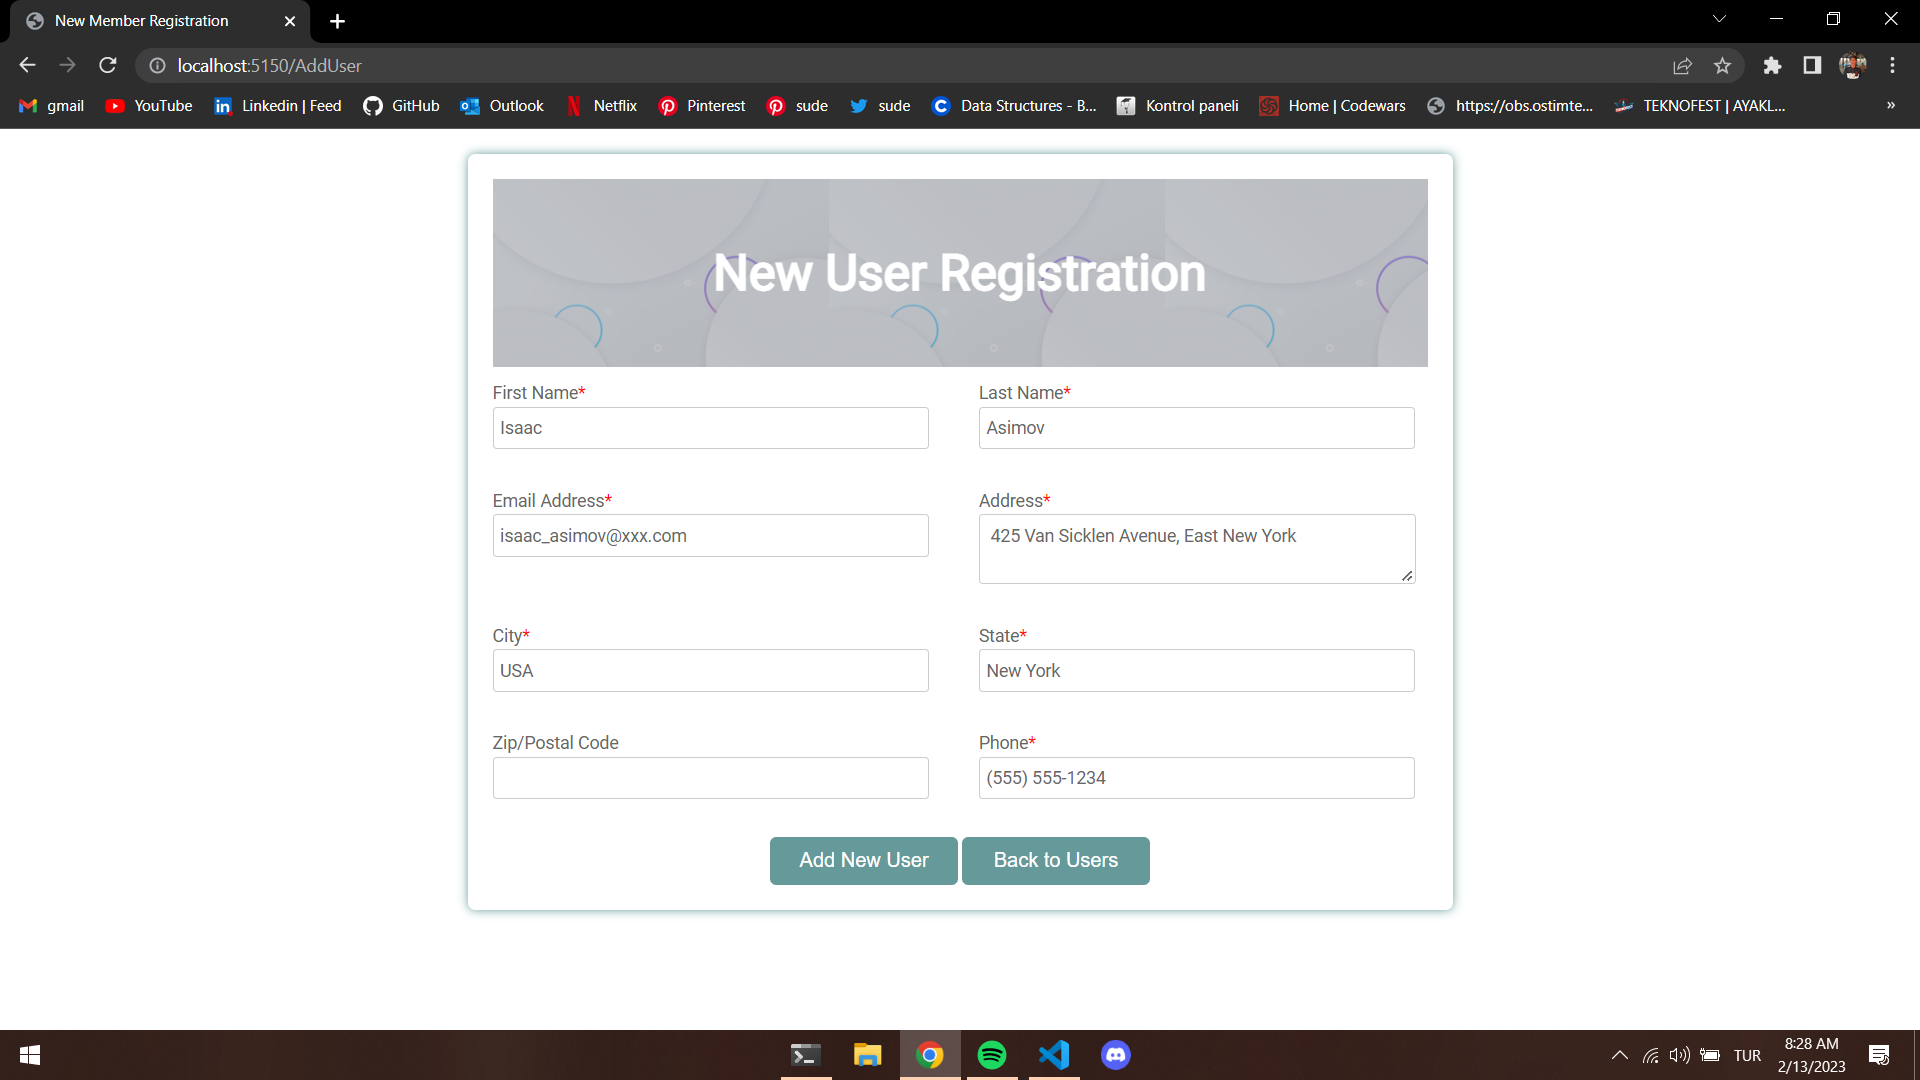 New Member Registration
localhost:5150/AddUser
gmail YouTube Linkedin | Feed GitHub Outlook Netflix Pinterest sude sude Data Structures - B... Kontrol paneli Home | Codewars https://obs.ostimte... TEKNOFEST | AYAKL... »
New User Registration
First Name* Last Name*
Isaac Asimov
Email Address* Address*
isaac_asimov@xxx.com 425 Van Sicklen Avenue, East New York
City* State*
USA New York
Zip/Postal Code Phone*
(555) 555-1234
Add New User Back to Users
TUR 8:28 AM
2/13/2023